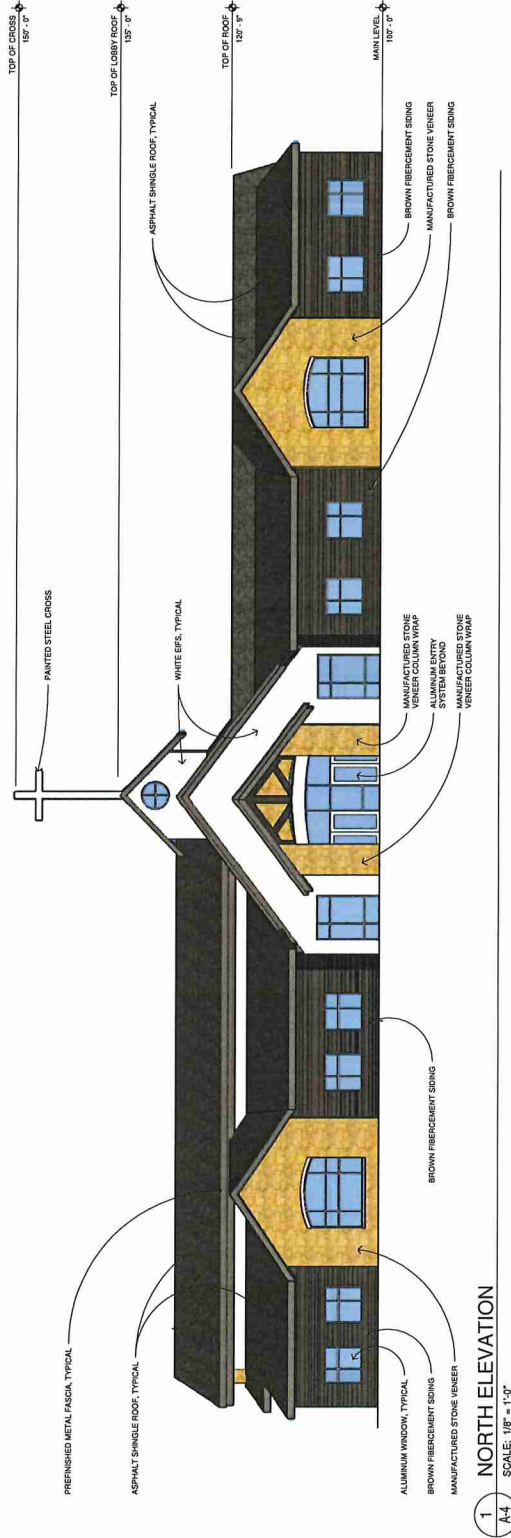 TOP OF CROSS
150' - 0"
TOP OF LOBBY ROOF
135' - 0"
TOP OF ROOF
MAIN LEVEL
100' - 0"
PAINTED STEEL CROSS
PREFINISHED METAL FASCIA, TYPICAL
ASPHALT SHINGLE ROOF, TYPICAL
WHITE EIFS, TYPICAL
ASPHALT SHINGLE ROOF, TYPICAL
ALUMINUM WINDOW, TYPICAL
BROWN FIBERCEMENT SIDING
MANUFACTURED STONE VENEER
BROWN FIBERCEMENT SIDING
MANUFACTURED STONE
VENEER COLUMN WRAP
ALUMINUM ENTRY
SYSTEM BEYOND
MANUFACTURED STONE
VENEER COLUMN WRAP
BROWN FIBERCEMENT SIDING
MANUFACTURED STONE VENEER
BROWN FIBERCEMENT SIDING
1
A-4
NORTH ELEVATION
SCALE: 1/8" = 1'-0"